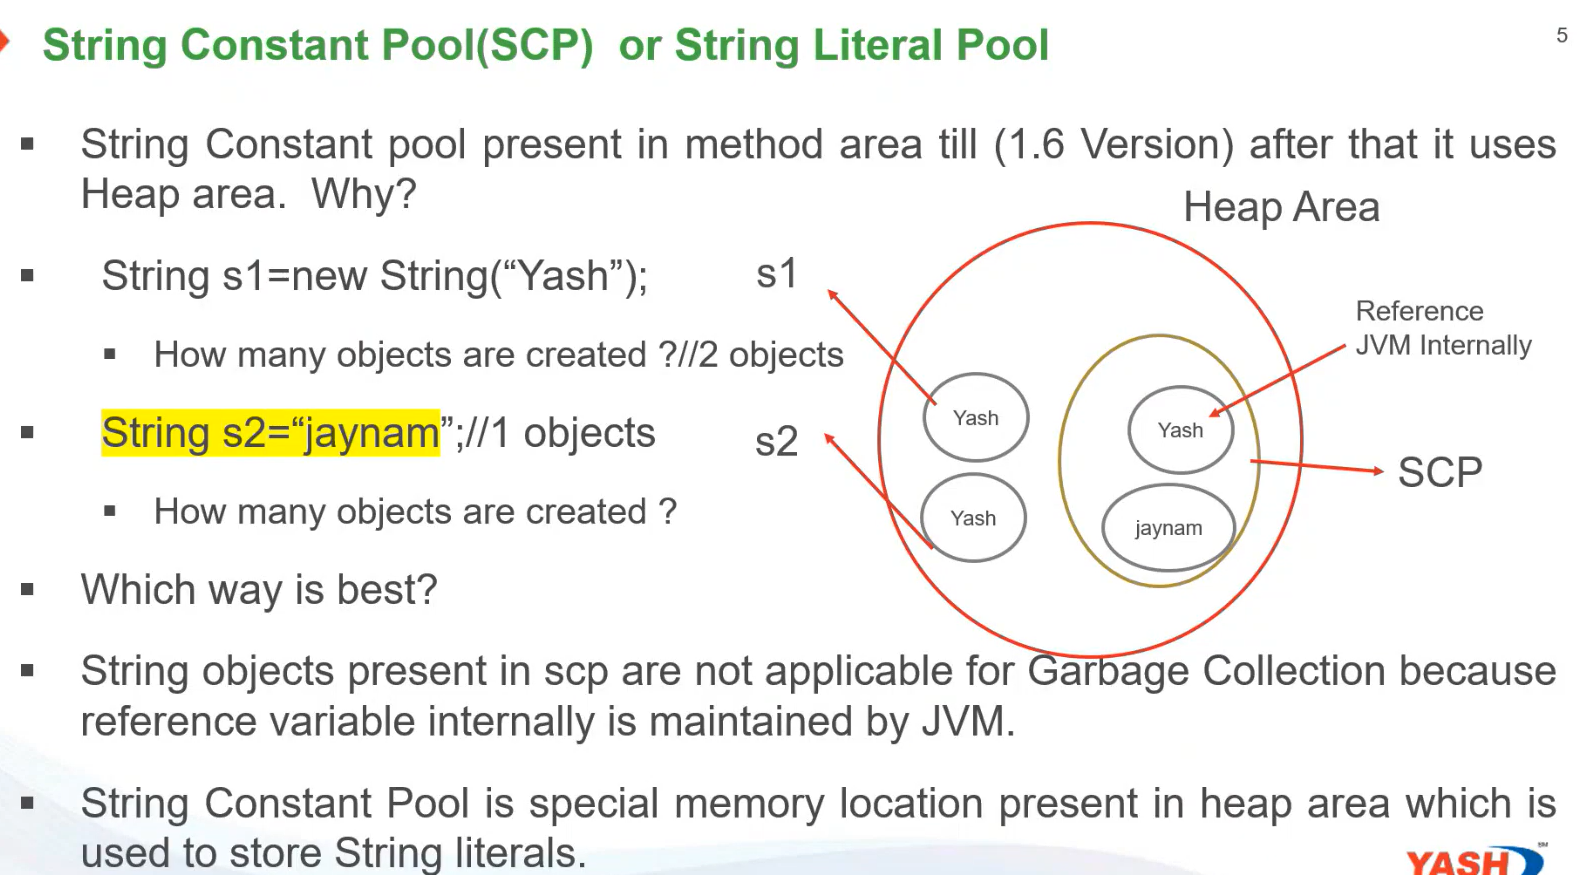 String Constant Pool(SCP)  or String Literal Pool
5
▪ String Constant pool present in method area till (1.6 Version) after that it uses
Heap area.  Why?
▪ String s1=new String(“Yash”);
▪ How many objects are created ?//2 objects
▪ String s2=“jaynam”;//1 objects
▪ How many objects are created ?
▪ Which way is best?
▪ String objects present in scp are not applicable for Garbage Collection because
reference variable internally is maintained by JVM.
▪ String Constant Pool is special memory location present in heap area which is
used to store String literals.
Heap Area
s1
s2
Yash
Yash
Yash
jaynam
Reference
JVM Internally
SCP
YASH
SM